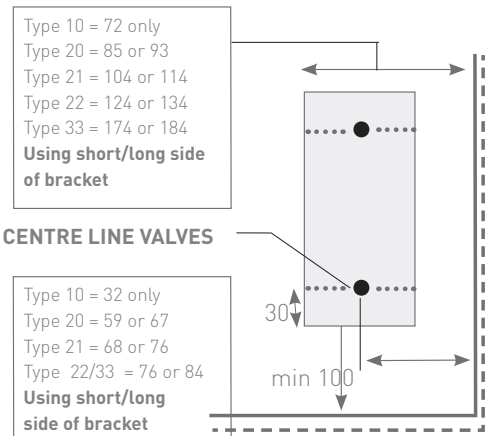 Type 10 = 72 only
Type 20 = 85 or 93
Type 21 = 104 or 114
Type 22 = 124 or 134
Type 33 = 174 or 184
Using short/long side
of bracket
CENTRE LINE VALVES
Type 10 = 32 only
Type 20 = 59 or 67
Type 21 = 68 or 76
Type 22/33 = 76 or 84
Using short/long
side of bracket
30
min 100